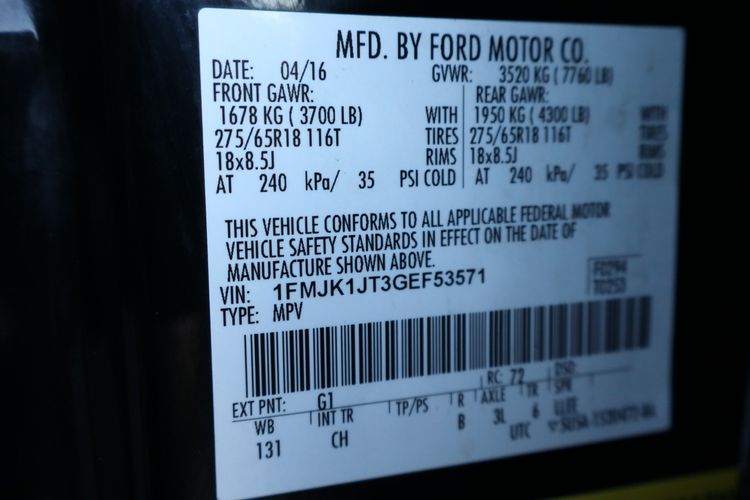 MFD. BY FORD MOTOR CO.
DATE: 04/16 GVWR: 3520 KG ( 7760 LB)
FRONT GAWR: REAR GAWR:
1678 KG ( 3700 LB) WITH 1950 KG ( 4300 LB) WITH
275/65R18 116T TIRES 275/65R18 116T TIRES
18x8.5J RIMS 18x8.5J RIMS
AT 240 kPa/ 35 PSI COLD AT 240 kPa/ 35 PSI COLD
THIS VEHICLE CONFORMS TO ALL APPLICABLE FEDERAL MOTOR
VEHICLE SAFETY STANDARDS IN EFFECT ON THE DATE OF
MANUFACTURE SHOWN ABOVE.
VIN: 1FMJK1JT3GEF53571 F0294
TYPE: MPV T0253
EXT PNT: G1 RC: 72 DSO:
WB INT TR TP/PS R AXLE TR SPR
131 CH B 3L 6
UTC